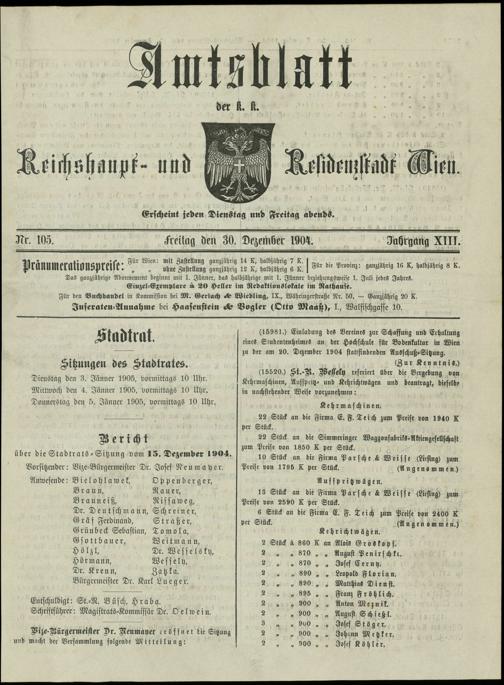 Amtsblatt
der k. k.
Reichshaupt- und Residenzstadt Wien.
Erscheint jeden Dienstag und Freitag abends.
Nr. 105. Freitag den 30. Dezember 1904. Jahrgang XIII.
Pränumerationspreise: Für Wien: mit Zustellung ganzjährig 14 K, halbjährig 7 K.
ohne Zustellung ganzjährig 12 K, halbjährig 6 K.
Für die Provinz: ganzjährig 16 K, halbjährig 8 K.
Das ganzjährige Abonnement beginnt mit 1. Jänner, das halbjährige mit 1. Jänner beziehungsweise 1. Juli jedes Jahres.
Einzel-Exemplare à 20 Heller im Redaktionslokale im Rathause.
Für den Buchhandel in Kommission bei M. Gerlach & Wiedling, IX., Währingerstraße Nr. 50. — Ganzjährig 20 K.
Inseraten-Annahme bei Haasenstein & Vogler (Otto Maaß), I., Wallfischgasse 10.
Stadtrat.
Sitzungen des Stadtrates.
Dienstag den 3. Jänner 1905, vormittags 10 Uhr.
Mittwoch den 4. Jänner 1905, vormittags 10 Uhr.
Donnerstag den 5. Jänner 1905, vormittags 10 Uhr.
Bericht
über die Stadtrats-Sitzung vom 15. Dezember 1904.
Vorsitzender: Vize-Bürgermeister Dr. Josef Neumayer.
Anwesende: Bielohlawek, Oppenberger,
Braun, Rauer,
Brauneiß, Rissaweg,
Dr. Deutschmann, Schreiner,
Gräf Ferdinand, Straßer,
Grünbeck Sebastian, Tomola,
Gsottbauer, Weitmann,
Hölzl, Dr. Wesselsky,
Hörmann, Wessely,
Dr. Krenn, Zatzka.
Bürgermeister Dr. Karl Lueger.
Entschuldigt: St.-R. Büsch, Hraba.
Schriftführer: Magistrats-Kommissär Dr. Oelwein.
Vize-Bürgermeister Dr. Neumayer eröffnet die Sitzung
und macht der Versammlung folgende Mitteilung:
(15981.) Einladung des Vereines zur Schaffung und Erhaltung
eines Studentenheimes an der Hochschule für Bodenkultur in Wien
zu der am 20. Dezember 1904 stattfindenden Ausschuß-Sitzung.
(Zur Kenntnis.)
(15520.) St.-R. Wessely referiert über die Vergebung von
Kehrmaschinen, Aufspritz- und Kehrichtwägen und beantragt, dieselbe
in nachstehender Weise vorzunehmen:
Kehrmaschinen.
22 Stück an die Firma E. F. Teich zum Preise von 1940 K
per Stück.
22 Stück an die Simmeringer Waggonfabriks-Aktiengesellschaft
zum Preise von 1850 K per Stück.
10 Stück an die Firma Parsche & Weisse (Liesing) zum
Preise von 1795 K per Stück. (Angenommen.)
Aufspritzwägen.
13 Stück an die Firma Parsche & Weisse (Liesing) zum
Preise von 2590 K per Stück.
6 Stück an die Firma E. F. Teich zum Preise von 2400 K
per Stück. (Angenommen.)
Kehrichtwägen.
2 Stück à 860 K an Alois Großkopf.
2 „ „ 870 „ „ August Penirschki.
2 „ „ 870 „ „ Josef Cerny.
2 „ „ 890 „ „ Leopold Florian.
2 „ „ 890 „ „ Matthias Dienst.
2 „ „ 895 „ „ Franz Fröhlich.
2 „ „ 900 „ „ Anton Meznik.
2 „ „ 900 „ „ August Schießl.
3 „ „ 900 „ „ Josef Stöger.
2 „ „ 900 „ „ Johann Metzker.
2 „ „ 900 „ „ Josef Köhler.